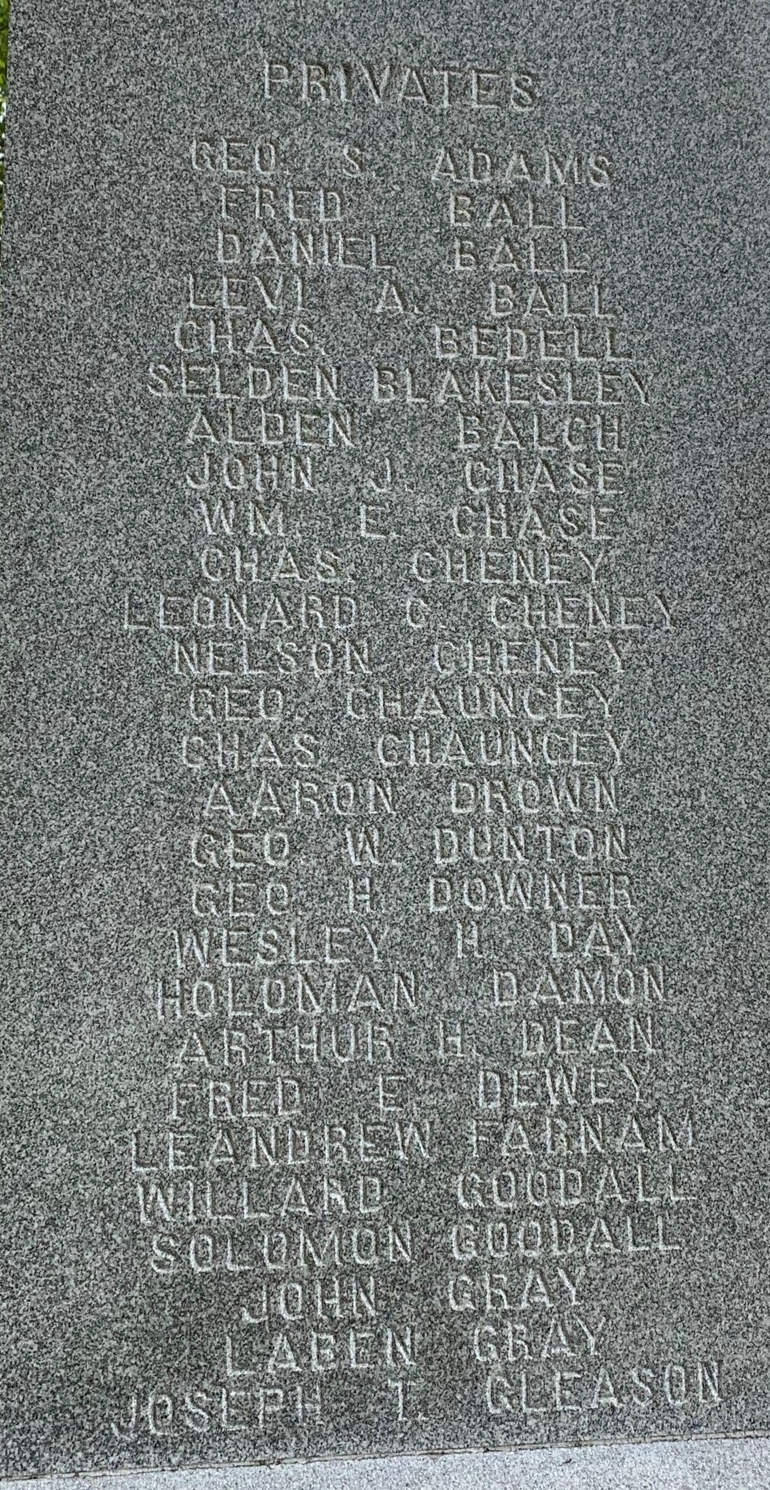 PRIVATES
GEO. S. ADAMS
FRED BALL
DANIEL BALL
LEVI A. BALL
CHAS. BEDELL
SELDEN BLAKESLEY
ALDEN BALCH
JOHN J. CHASE
WM. E. CHASE
CHAS. CHENEY
LEONARD C. CHENEY
NELSON CHENEY
GEO. CHAUNCEY
CHAS. CHAUNCEY
AARON DROWN
GEO. W. DUNTON
GEO. H. DOWNER
WESLEY H. DAY
HOLOMAN DAMON
ARTHUR H. DEAN
FRED E. DEWEY
LEANDREW FARNAM
WILLARD GOODALL
SOLOMON GOODALL
JOHN GRAY
LABEN GRAY
JOSEPH T. GLEASON